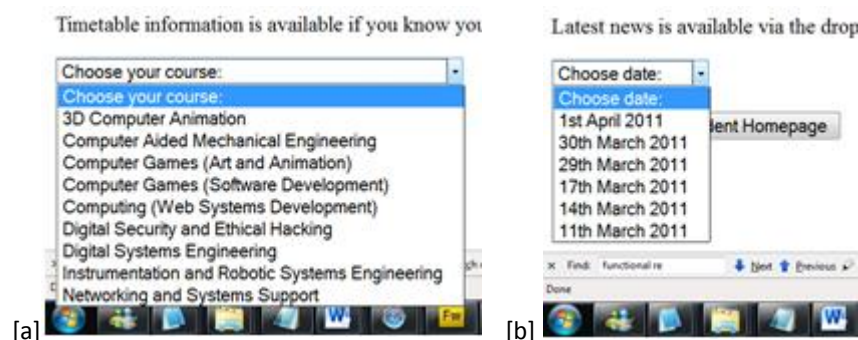 Timetable information is available if you know you
Choose your course:
Choose your course:
3D Computer Animation
Computer Aided Mechanical Engineering
Computer Games (Art and Animation)
Computer Games (Software Development)
Computing (Web Systems Development)
Digital Security and Ethical Hacking
Digital Systems Engineering
Instrumentation and Robotic Systems Engineering
Networking and Systems Support
[a]
Latest news is available via the drop
Choose date:
Choose date:
1st April 2011
30th March 2011
29th March 2011
17th March 2011
14th March 2011
11th March 2011
dent Homepage
× Find: functional re Next Previous
Done
[b]